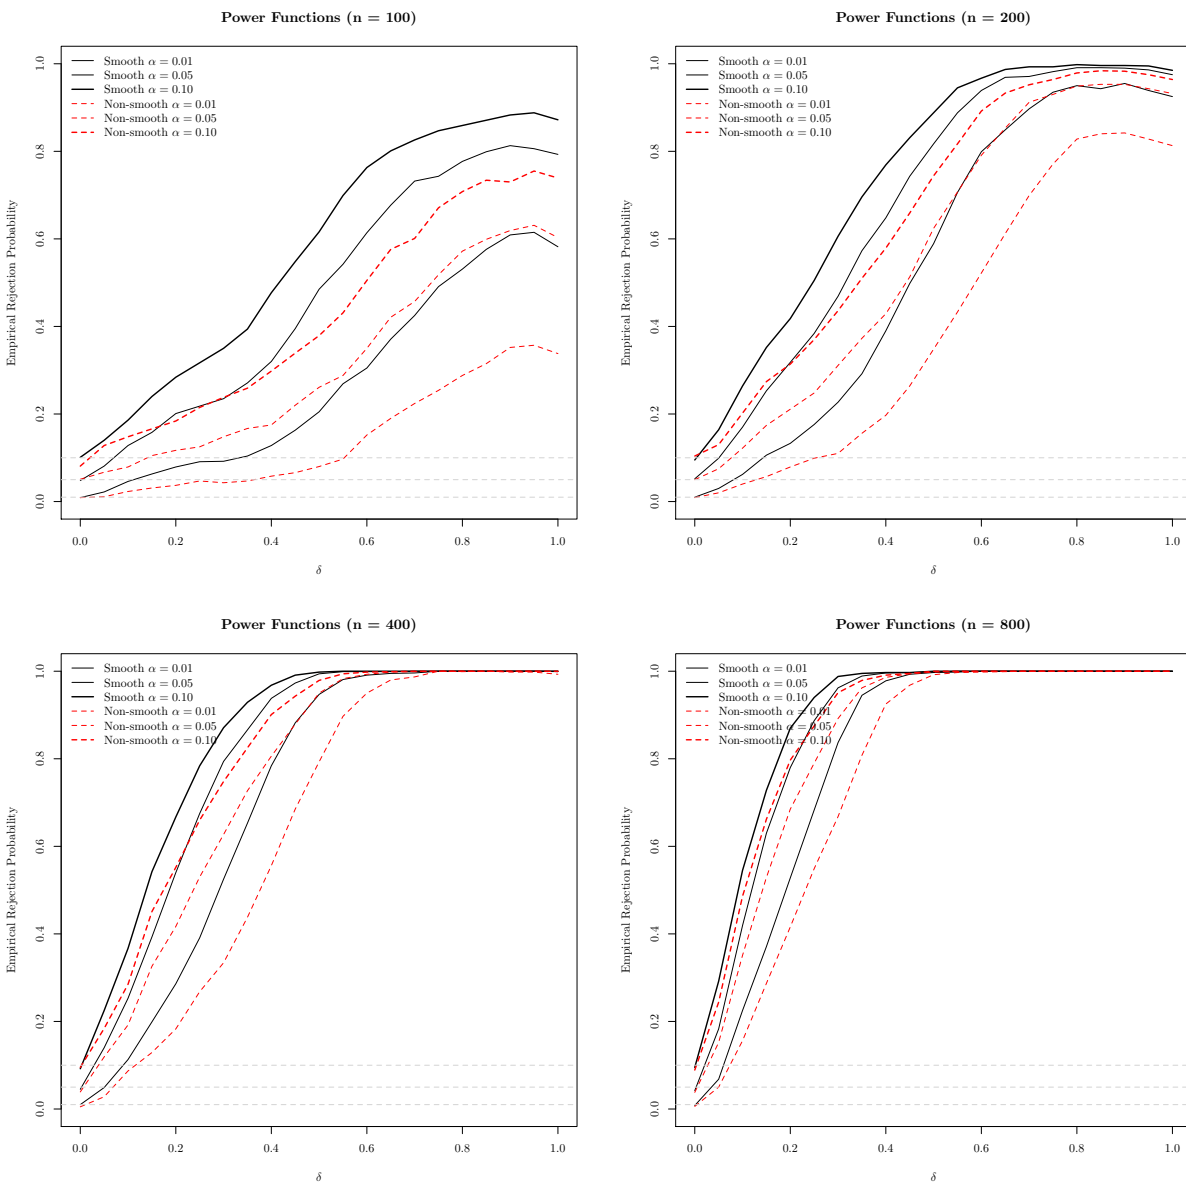 Power Functions (n = 100)
Smooth α = 0.01
Smooth α = 0.05
Smooth α = 0.10
Non-smooth α = 0.01
Non-smooth α = 0.05
Non-smooth α = 0.10
Empirical Rejection Probability
1.0
0.8
0.6
0.4
0.2
0.0
0.0 0.2 0.4 0.6 0.8 1.0
δ
Power Functions (n = 200)
Smooth α = 0.01
Smooth α = 0.05
Smooth α = 0.10
Non-smooth α = 0.01
Non-smooth α = 0.05
Non-smooth α = 0.10
Empirical Rejection Probability
1.0
0.8
0.6
0.4
0.2
0.0
0.0 0.2 0.4 0.6 0.8 1.0
δ
Power Functions (n = 400)
Smooth α = 0.01
Smooth α = 0.05
Smooth α = 0.10
Non-smooth α = 0.01
Non-smooth α = 0.05
Non-smooth α = 0.10
Empirical Rejection Probability
1.0
0.8
0.6
0.4
0.2
0.0
0.0 0.2 0.4 0.6 0.8 1.0
δ
Power Functions (n = 800)
Smooth α = 0.01
Smooth α = 0.05
Smooth α = 0.10
Non-smooth α = 0.01
Non-smooth α = 0.05
Non-smooth α = 0.10
Empirical Rejection Probability
1.0
0.8
0.6
0.4
0.2
0.0
0.0 0.2 0.4 0.6 0.8 1.0
δ